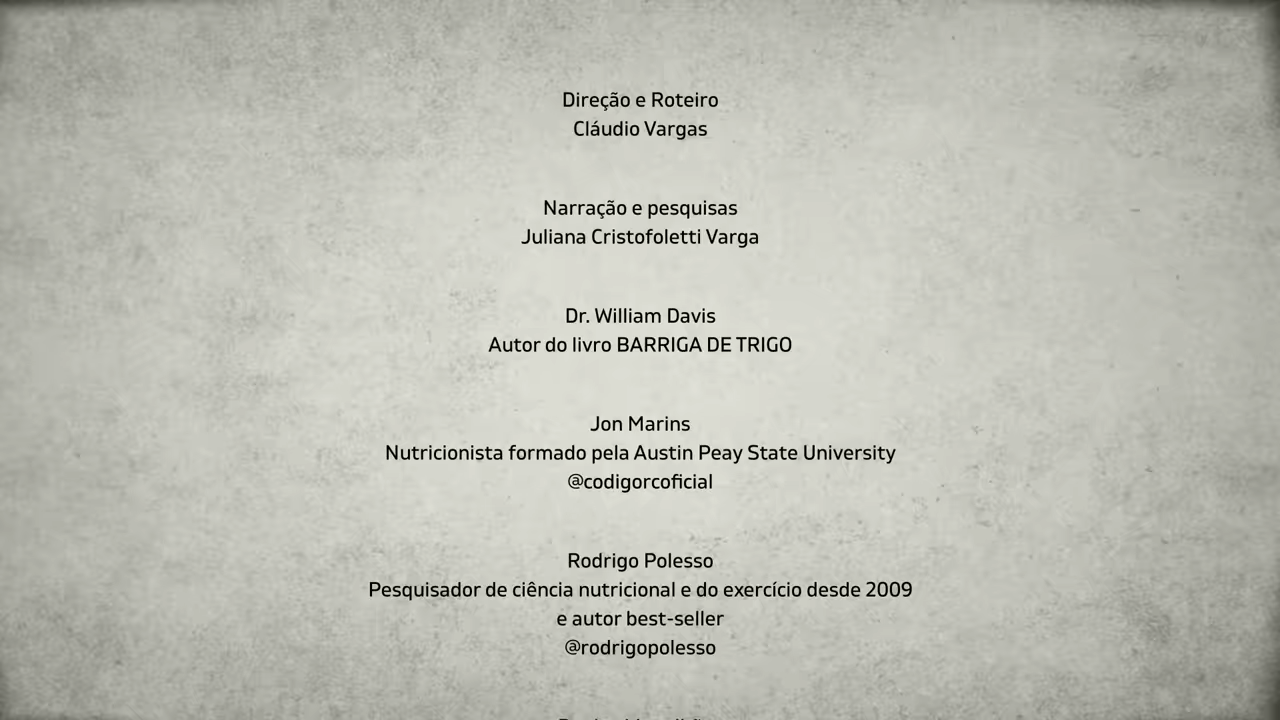 Direção e Roteiro
Cláudio Vargas
Narração e pesquisas
Juliana Cristofoletti Varga
Dr. William Davis
Autor do livro BARRIGA DE TRIGO
Jon Marins
Nutricionista formado pela Austin Peay State University
@codigorcoficial
Rodrigo Polesso
Pesquisador de ciência nutricional e do exercício desde 2009
e autor best-seller
@rodrigopolesso